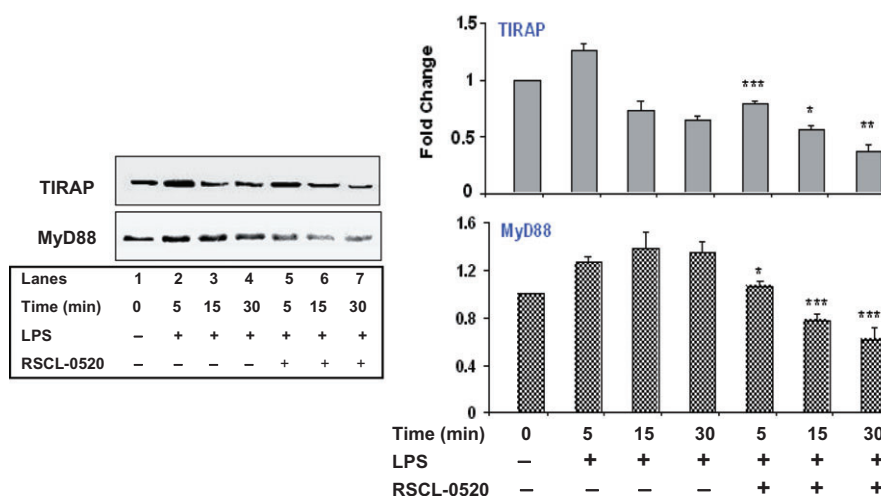 TIRAP
MyD88
Lanes 1 2 3 4 5 6 7
Time (min) 0 5 15 30 5 15 30
LPS – + + + + + +
RSCL-0520 – – – – + + +
Fold Change
TIRAP
1.5
1
0.5
0
***
*
**
MyD88
1.6
1.2
0.8
0.4
0
*
***
***
Time (min) 0 5 15 30 5 15 30
LPS – + + + + + +
RSCL-0520 – – – – + + +